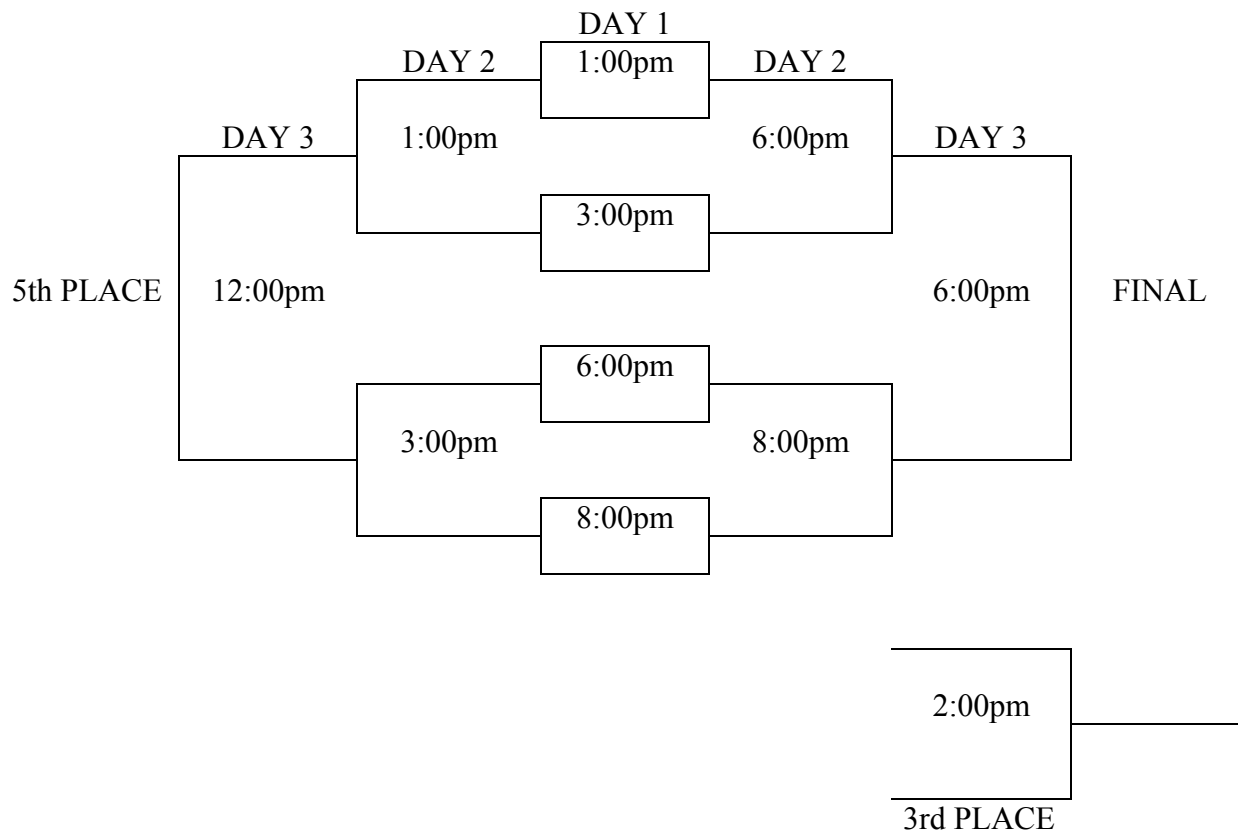 DAY 1
DAY 2
1:00pm
DAY 2
DAY 3
1:00pm
6:00pm
DAY 3
3:00pm
5th PLACE
12:00pm
6:00pm
FINAL
6:00pm
3:00pm
8:00pm
8:00pm
2:00pm
3rd PLACE